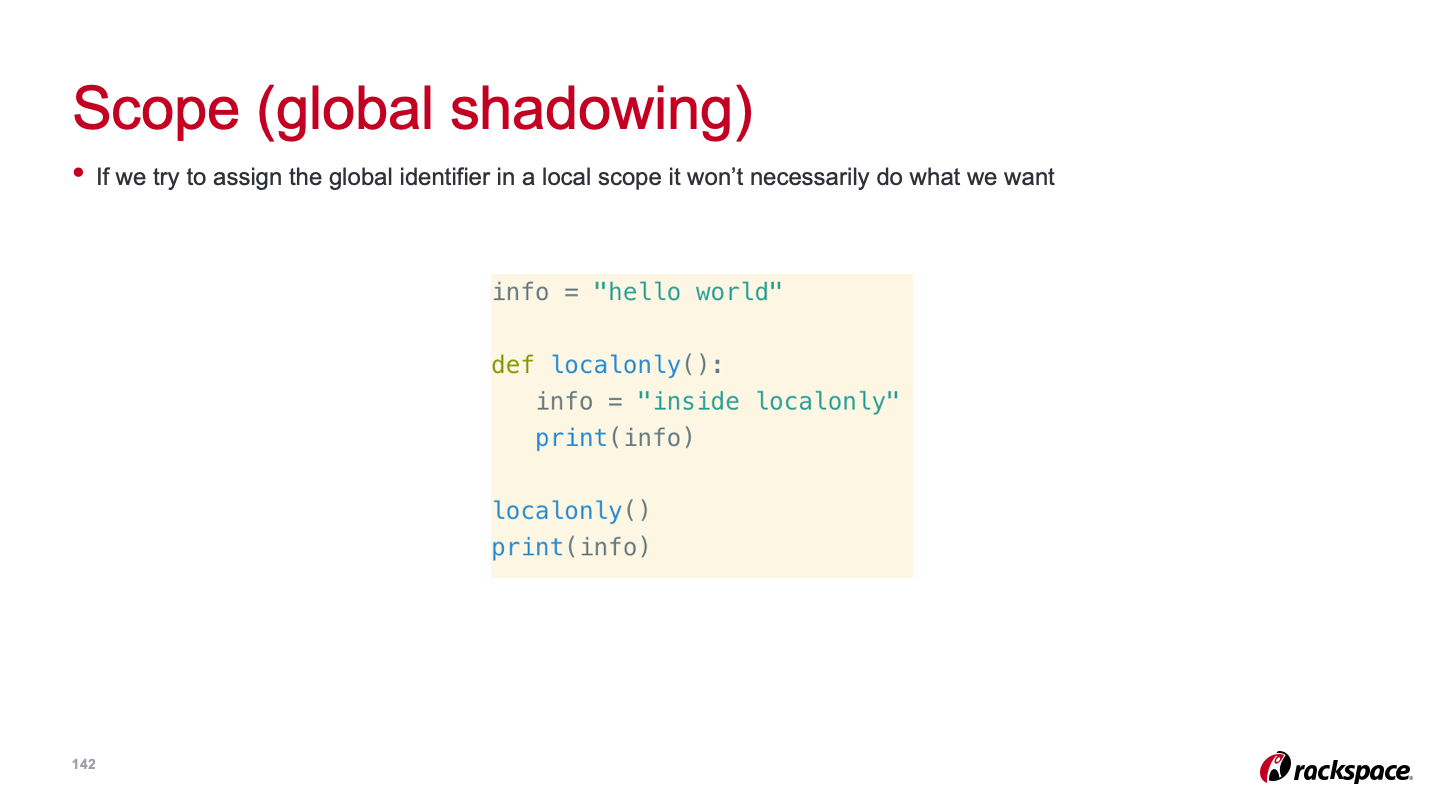 Scope (global shadowing)
• If we try to assign the global identifier in a local scope it won’t necessarily do what we want
info = "hello world"
def localonly():
   info = "inside localonly"
   print(info)
localonly()
print(info)
142
rackspace.